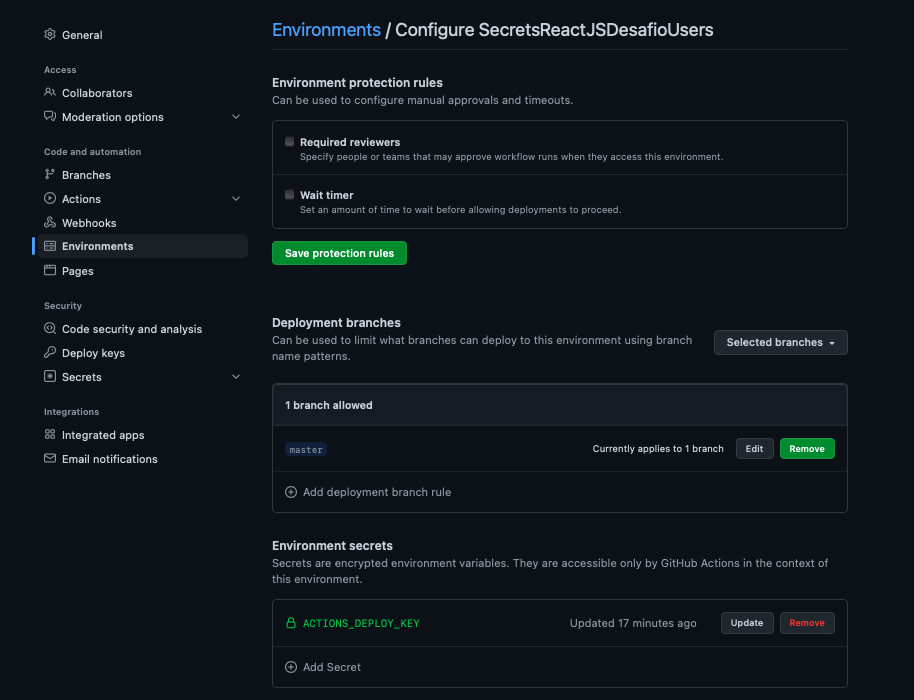 General
Access
Collaborators
Moderation options
Code and automation
Branches
Actions
Webhooks
Environments
Pages
Security
Code security and analysis
Deploy keys
Secrets
Integrations
Integrated apps
Email notifications
Environments / Configure SecretsReactJSDesafioUsers
Environment protection rules
Can be used to configure manual approvals and timeouts.
Required reviewers
Specify people or teams that may approve workflow runs when they access this environment.
Wait timer
Set an amount of time to wait before allowing deployments to proceed.
Save protection rules
Deployment branches
Can be used to limit what branches can deploy to this environment using branch
name patterns.
Selected branches
1 branch allowed
master
Currently applies to 1 branch
Edit
Remove
Add deployment branch rule
Environment secrets
Secrets are encrypted environment variables. They are accessible only by GitHub Actions in the context of
this environment.
ACTIONS_DEPLOY_KEY
Updated 17 minutes ago
Update
Remove
Add Secret